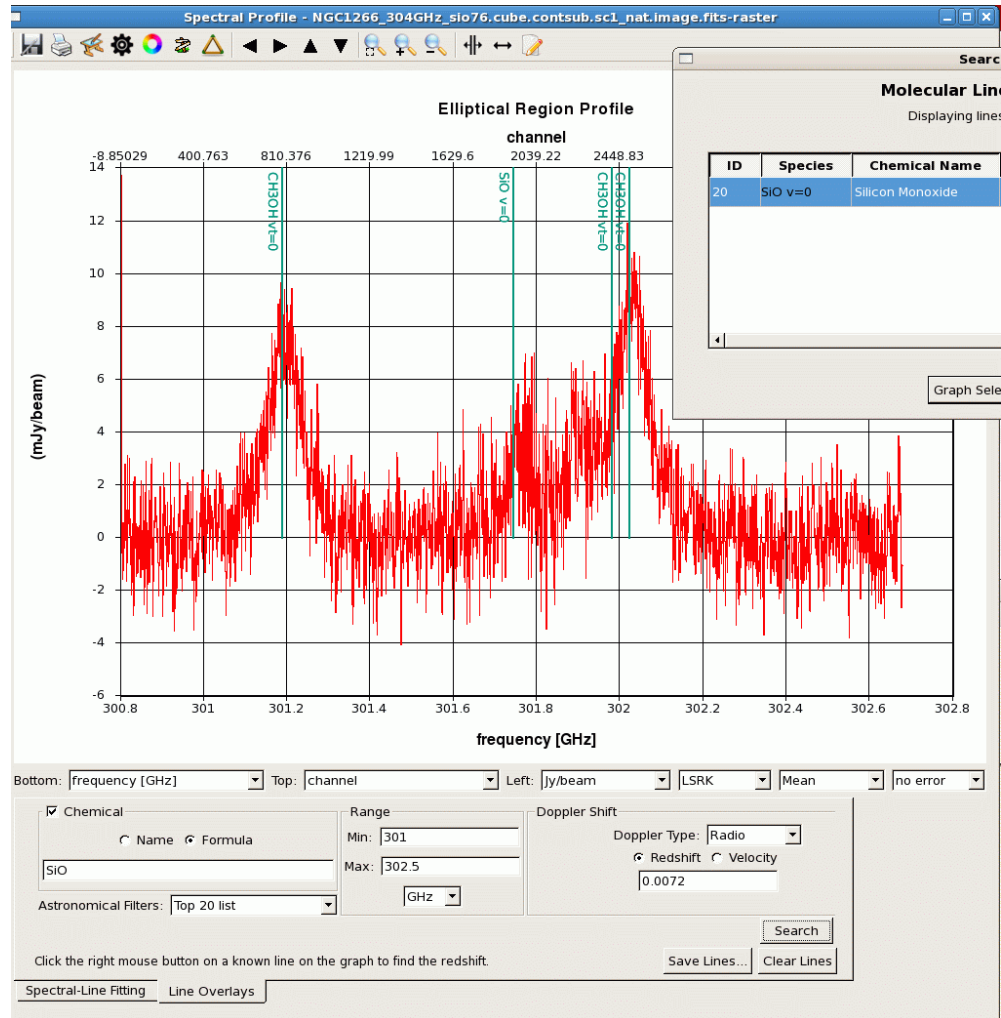 Spectral Profile - NGC1266_304GHz_sio76.cube.contsub.sc1_nat.image.fits-raster
Searc
Molecular Line
Displaying lines
ID Species Chemical Name
20 SiO v=0 Silicon Monoxide
Graph Sele
Elliptical Region Profile
channel
-8.85029 400.763 810.376 1219.99 1629.6 2039.22 2448.83
CH3OH vt=0
SiO v=0
CH3OH vt=0
CH3OH vt=0
14
12
10
8
6
4
2
0
-2
-4
-6
(mJy/beam)
300.8 301 301.2 301.4 301.6 301.8 302 302.2 302.4 302.6 302.8
frequency [GHz]
Bottom: frequency [GHz] Top: channel Left: Jy/beam LSRK Mean no error
Chemical
Name Formula
SiO
Astronomical Filters: Top 20 list
Range
Min: 301
Max: 302.5
GHz
Doppler Shift
Doppler Type: Radio
Redshift Velocity
0.0072
Search
Click the right mouse button on a known line on the graph to find the redshift.
Save Lines... Clear Lines
Spectral-Line Fitting Line Overlays